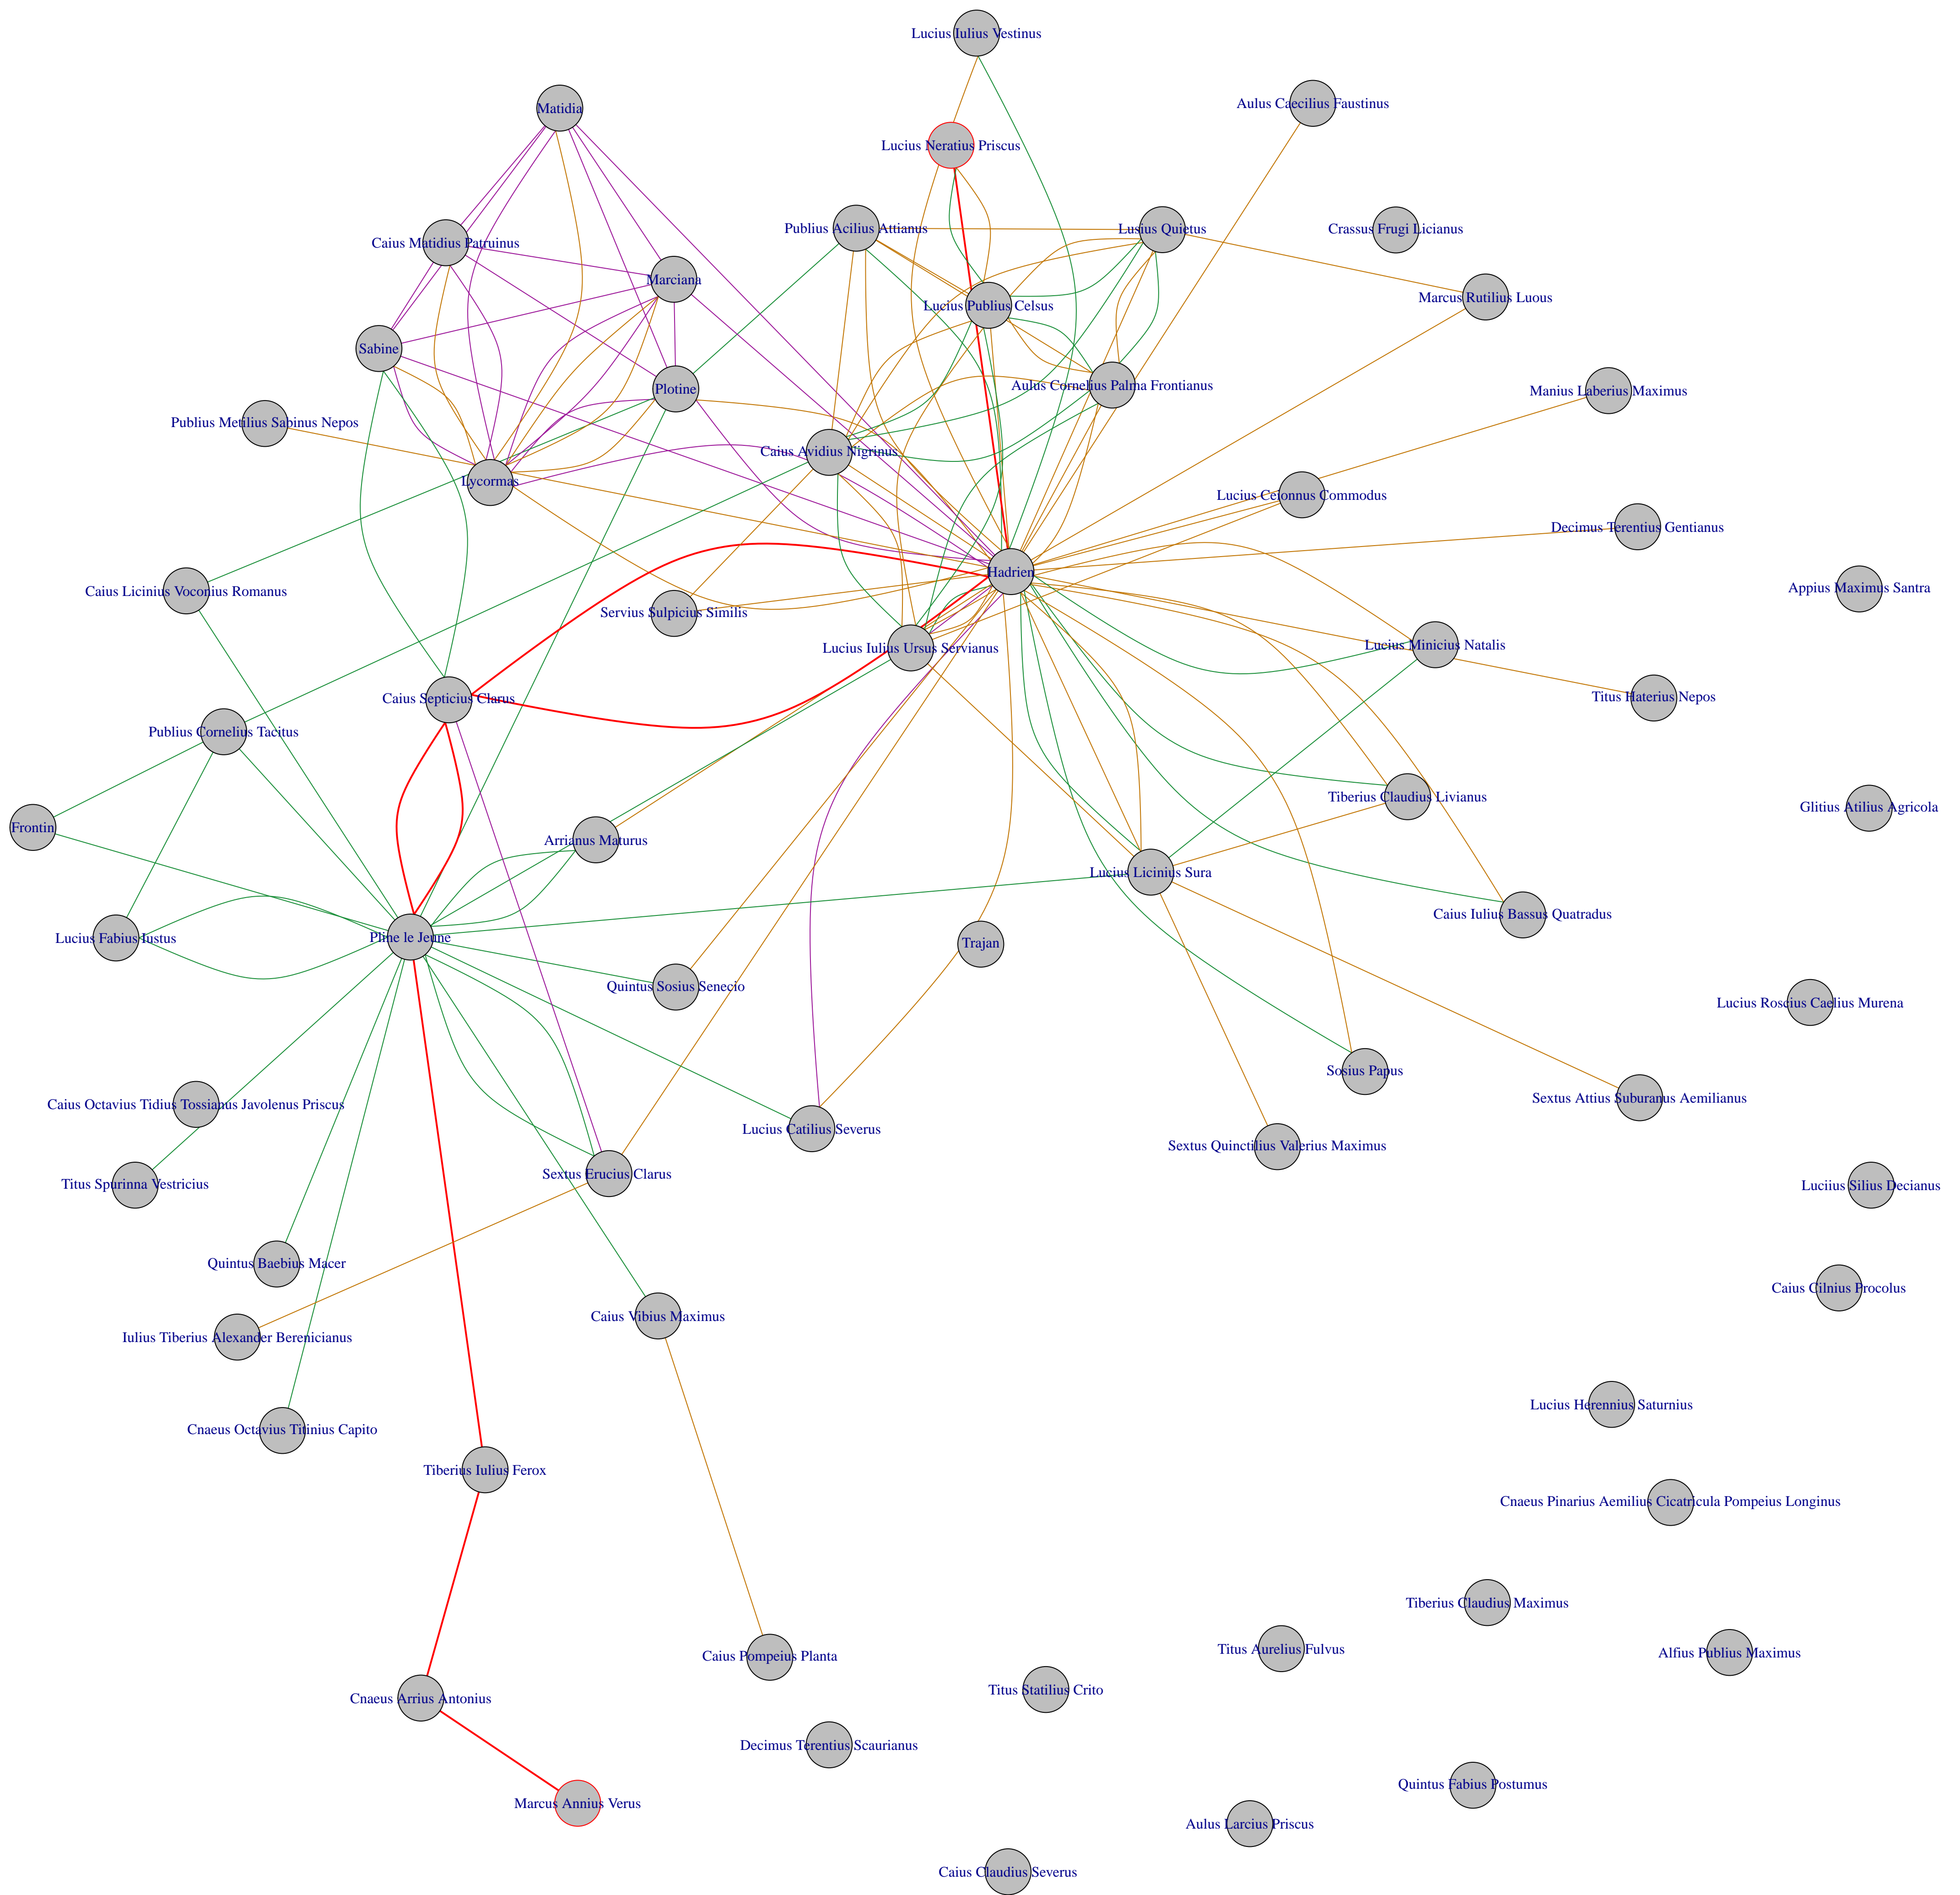 Lucius Iulius Vestinus
Aulus Caecilius Faustinus
Matidia
Lucius Neratius Priscus
Publius Acilius Attianus
Lusius Quietus
Crassus Frugi Licianus
Caius Matidius Patruinus
Marciana
Marcus Rutilius Luous
Lucius Publius Celsus
Sabine
Plotine
Aulus Cornelius Palma Frontianus
Manius Laberius Maximus
Publius Metilius Sabinus Nepos
Caius Avidius Nigrinus
Lycormas
Lucius Ceionnus Commodus
Decimus Terentius Gentianus
Hadrien
Caius Licinius Voconius Romanus
Appius Maximus Santra
Servius Sulpicius Similis
Lucius Iulius Ursus Servianus
Lucius Minicius Natalis
Caius Septicius Clarus
Titus Haterius Nepos
Publius Cornelius Tacitus
Tiberius Claudius Livianus
Glitius Atilius Agricola
Frontin
Arrianus Maturus
Lucius Licinius Sura
Caius Iulius Bassus Quatradus
Lucius Fabius Iustus
Pline le Jeune
Trajan
Quintus Sosius Senecio
Lucius Roscius Caelius Murena
Sosius Papus
Sextus Attius Suburanus Aemilianus
Caius Octavius Tidius Tossianus Javolenus Priscus
Lucius Catilius Severus
Sextus Quinctilius Valerius Maximus
Sextus Erucius Clarus
Titus Spurinna Vestricius
Luciius Silius Decianus
Quintus Baebius Macer
Caius Cilnius Procolus
Caius Vibius Maximus
Iulius Tiberius Alexander Berenicianus
Lucius Herennius Saturnius
Cnaeus Octavius Titinius Capito
Tiberius Iulius Ferox
Cnaeus Pinarius Aemilius Cicatricula Pompeius Longinus
Tiberius Claudius Maximus
Titus Aurelius Fulvus
Alfius Publius Maximus
Caius Pompeius Planta
Titus Statilius Crito
Cnaeus Arrius Antonius
Decimus Terentius Scaurianus
Quintus Fabius Postumus
Marcus Annius Verus
Aulus Larcius Priscus
Caius Claudius Severus